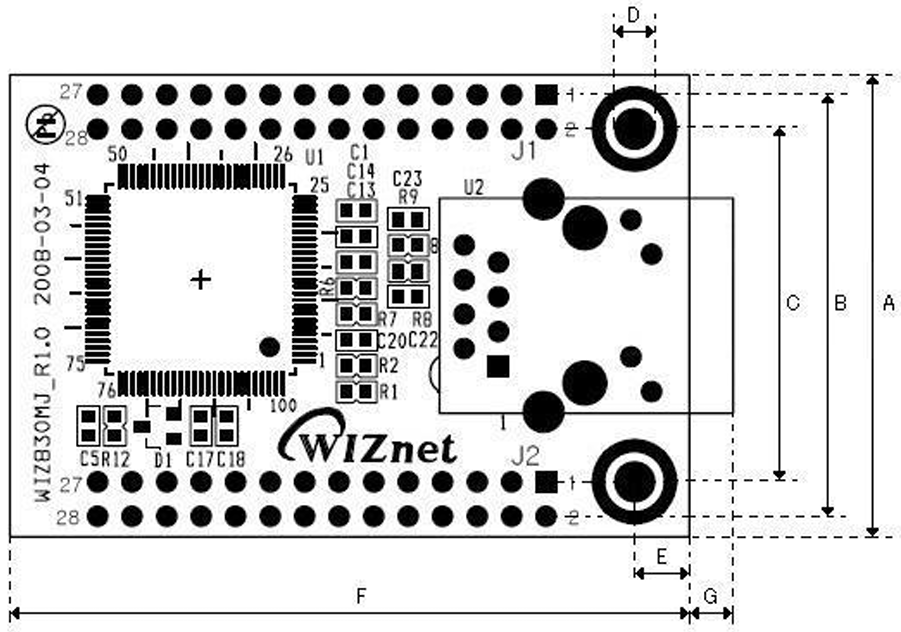 D
27
1
Pb
28
2
J1
50
26
U1
C1
C14
C13
C23
R9
U2
51
25
8
C
B
A
R6
R7
R8
C20
C22
75
1
R2
76
R1
100
1
WIZ830MJ_R1.0 2008-03-04
C5
R12
D1
C17
C18
WIZnet
J2
27
1
28
2
E
F
G